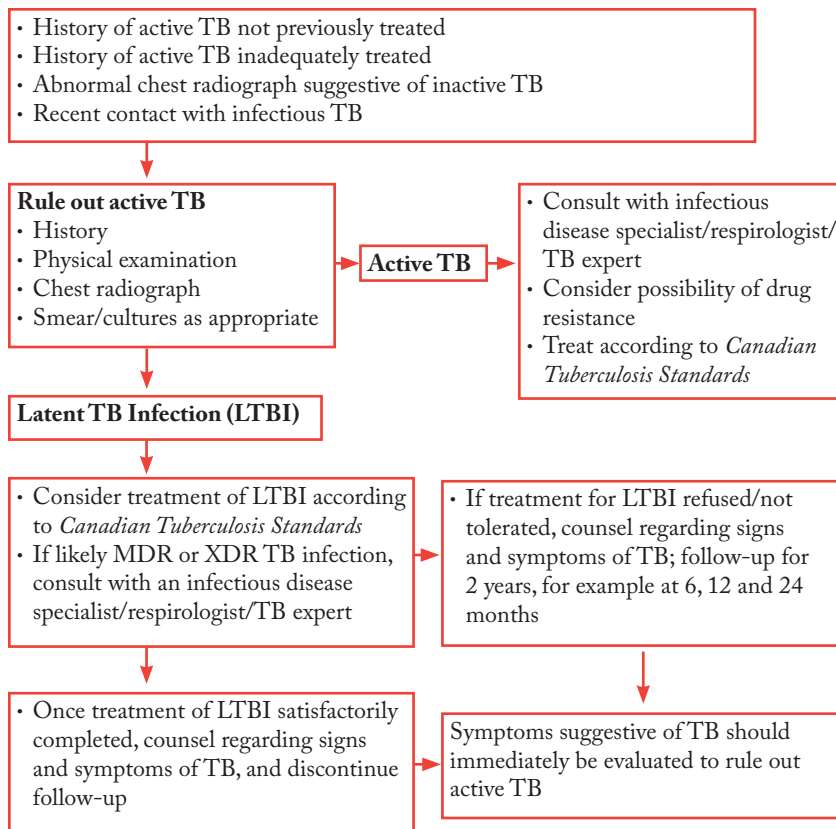 · History of active TB not previously treated
· History of active TB inadequately treated
· Abnormal chest radiograph suggestive of inactive TB
· Recent contact with infectious TB
Rule out active TB
· History
· Physical examination
· Chest radiograph
· Smear/cultures as appropriate
Active TB
· Consult with infectious
disease specialist/respirologist/
TB expert
· Consider possibility of drug
resistance
· Treat according to Canadian
Tuberculosis Standards
Latent TB Infection (LTBI)
· Consider treatment of LTBI according
to Canadian Tuberculosis Standards
· If likely MDR or XDR TB infection,
consult with an infectious disease
specialist/respirologist/TB expert
· If treatment for LTBI refused/not
tolerated, counsel regarding signs
and symptoms of TB; follow-up for
2 years, for example at 6, 12 and 24
months
· Once treatment of LTBI satisfactorily
completed, counsel regarding signs
and symptoms of TB, and discontinue
follow-up
Symptoms suggestive of TB should
immediately be evaluated to rule out
active TB